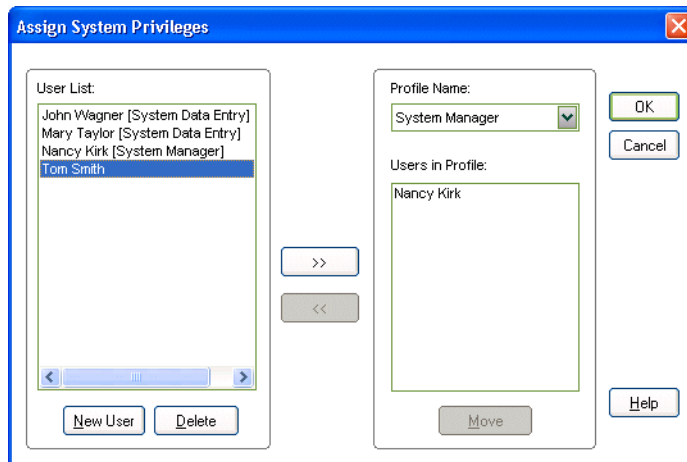 Assign System Privileges
User List:
John Wagner [System Data Entry]
Mary Taylor [System Data Entry]
Nancy Kirk [System Manager]
Tom Smith
New User
Delete
>>
<<
Profile Name:
System Manager
Users in Profile:
Nancy Kirk
Move
OK
Cancel
Help